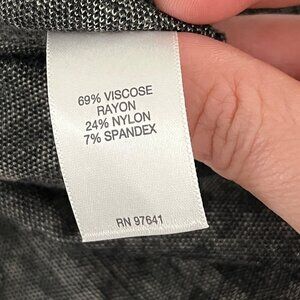 69% VISCOSE
RAYON
24% NYLON
7% SPANDEX
RN 97641